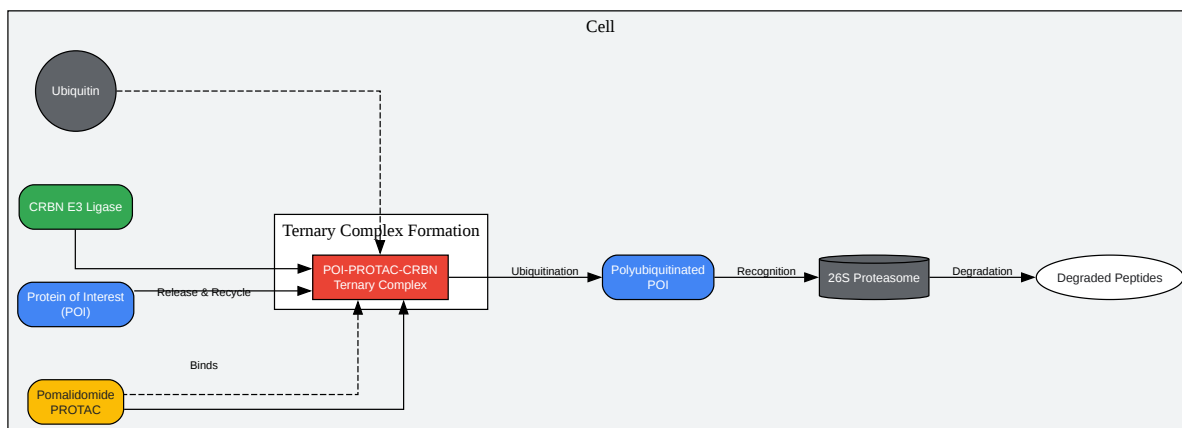 Cell
Ubiquitin
CRBN E3 Ligase
Ternary Complex Formation
POI-PROTAC-CRBN
Ternary Complex
Ubiquitination
Polyubiquitinated
POI
Recognition
26S Proteasome
Degradation
Degraded Peptides
Protein of Interest
(POI)
Release & Recycle
Binds
Pomalidomide
PROTAC